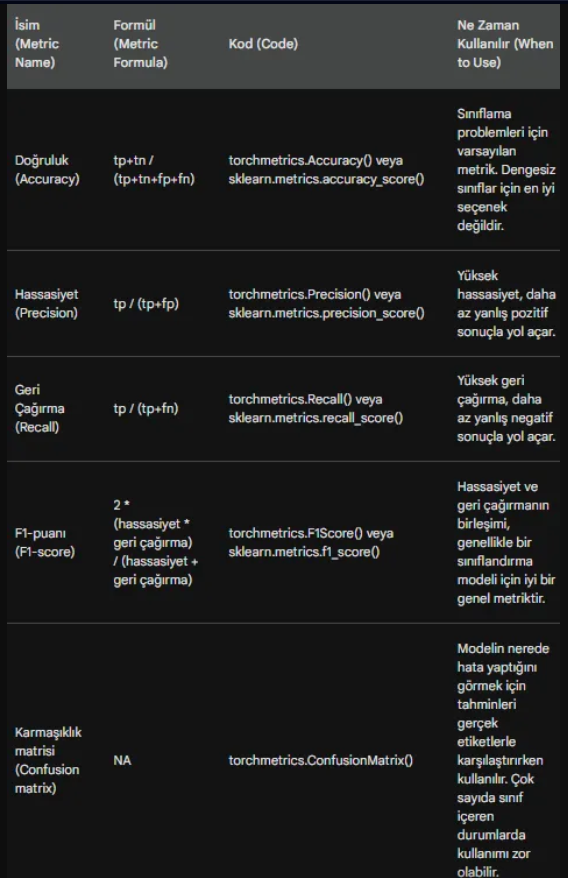 İsim
(Metric
Name)
Formül
(Metric
Formula)
Kod (Code)
Ne Zaman
Kullanılır (When
to Use)
Doğruluk
(Accuracy)
tp+tn /
(tp+tn+fp+fn)
torchmetrics.Accuracy() veya
sklearn.metrics.accuracy_score()
Sınıflama
problemleri için
varsayılan
metrik. Dengesiz
sınıflar için en iyi
seçenek
değildir.
Hassasiyet
(Precision)
tp / (tp+fp)
torchmetrics.Precision() veya
sklearn.metrics.precision_score()
Yüksek
hassasiyet, daha
az yanlış pozitif
sonuçla yol açar.
Geri
Çağırma
(Recall)
tp / (tp+fn)
torchmetrics.Recall() veya
sklearn.metrics.recall_score()
Yüksek geri
çağırma, daha
az yanlış negatif
sonuçla yol açar.
F1-puanı
(F1-score)
2 *
(hassasiyet *
geri çağırma)
/ (hassasiyet +
geri çağırma)
torchmetrics.F1Score() veya
sklearn.metrics.f1_score()
Hassasiyet ve
geri çağırmanın
birleşimi,
genellikle bir
sınıflandırma
modeli için iyi bir
genel metriktir.
Karmaşıklık
matrisi
(Confusion
matrix)
NA
torchmetrics.ConfusionMatrix()
Modelin nerede
hata yaptığını
görmek için
tahminleri
gerçek
etiketlerle
karşılaştırırken
kullanılır. Çok
sayıda sınıf
içeren
durumlarda
kullanımı zor
olabilir.